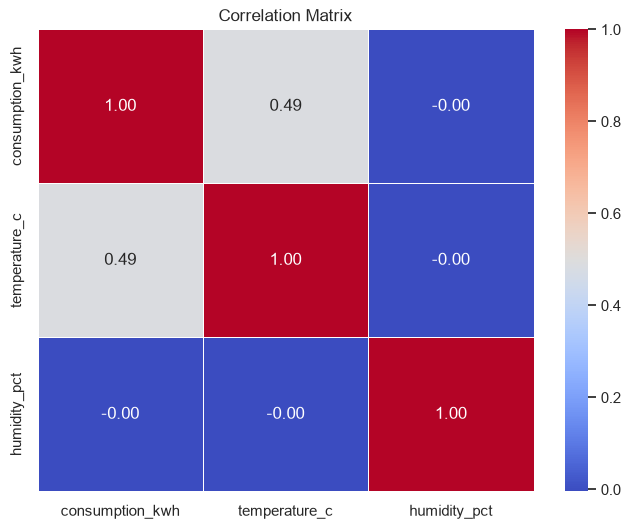 Correlation Matrix
consumption_kwh
1.00
0.49
-0.00
temperature_c
0.49
1.00
-0.00
humidity_pct
-0.00
-0.00
1.00
consumption_kwh
temperature_c
humidity_pct
1.0
0.8
0.6
0.4
0.2
0.0